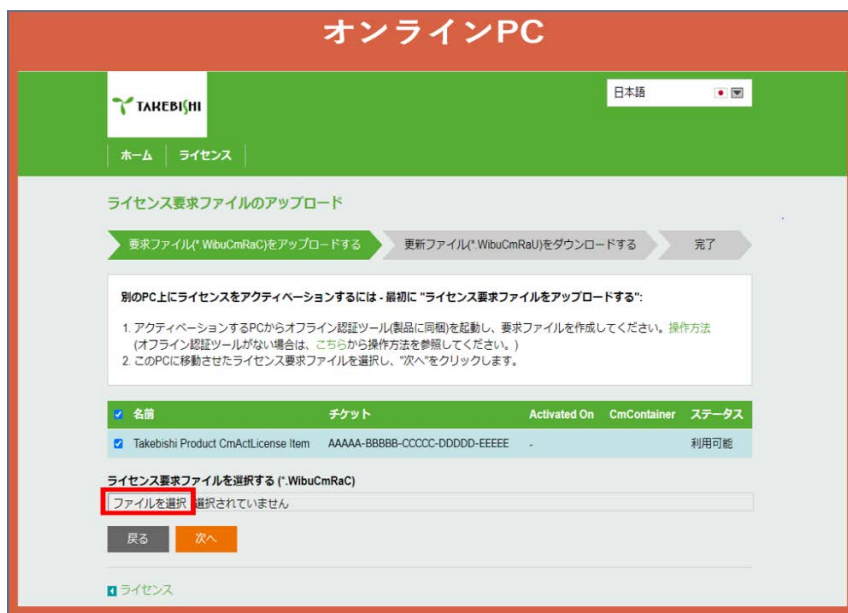 オンラインPC
TAKEBISHI
日本語
ホーム ライセンス
ライセンス要求ファイルのアップロード
要求ファイル(*.WibuCmRaC)をアップロードする 更新ファイル(*.WibuCmRaU)をダウンロードする 完了
別のPC上にライセンスをアクティベーションするには - 最初に "ライセンス要求ファイルをアップロードする":
1. アクティベーションするPCからオフライン認証ツール(製品に同梱)を起動し、要求ファイルを作成してください。操作方法
(オフライン認証ツールがない場合は、こちらから操作方法を参照してください。)
2. このPCに移動させたライセンス要求ファイルを選択し、"次へ"をクリックします。
名前 チケット Activated On CmContainer ステータス
Takebishi Product CmActLicense Item AAAAA-BBBBB-CCCCC-DDDDD-EEEEE - 利用可能
ライセンス要求ファイルを選択する (*.WibuCmRaC)
ファイルを選択 選択されていません
戻る 次へ
ライセンス